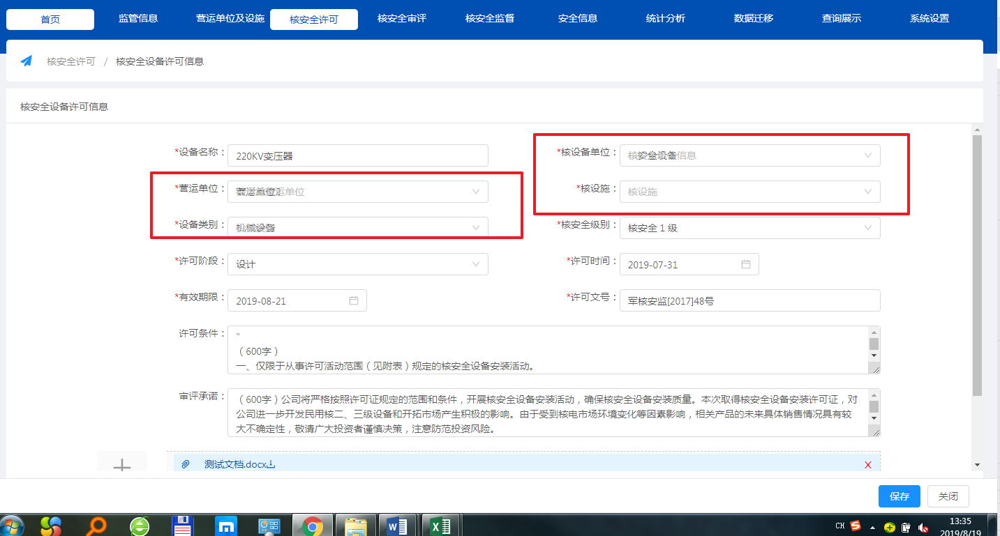 首页 监管信息 营运单位及设施 核安全许可 核安全审评 核安全监督 安全信息 统计分析 数据迁移 查询展示 系统设置
核安全许可 / 核安全设备许可信息
核安全设备许可信息
*设备名称： 220KV变压器 *核设备单位： 信息
*营运单位： 营运单位 *核设施： 核设施
*设备类别： 机械设备 *核安全级别： 核安全 1 级
*许可阶段： 设计 *许可时间： 2019-07-31
*有效期限： 2019-08-21 *许可文号： 军核安监[2017]48号
许可条件： "
（600字）
一、仅限于从事许可活动范围（见附表）规定的核安全设备安装活动。
审评承诺： （600字）公司将严格按照许可证规定的范围和条件，开展核安全设备安装活动，确保核安全设备安装质量。本次取得核安全设备安装许可证，对
公司进一步开发民用核二、三级设备和开拓市场产生积极的影响。由于受到核电市场环境变化等因素影响，相关产品的未来具体销售情况具有较
大不确定性，敬请广大投资者谨慎决策，注意防范投资风险。
测试文档.docx X
保存 关闭
CH 13:35
2019/8/19